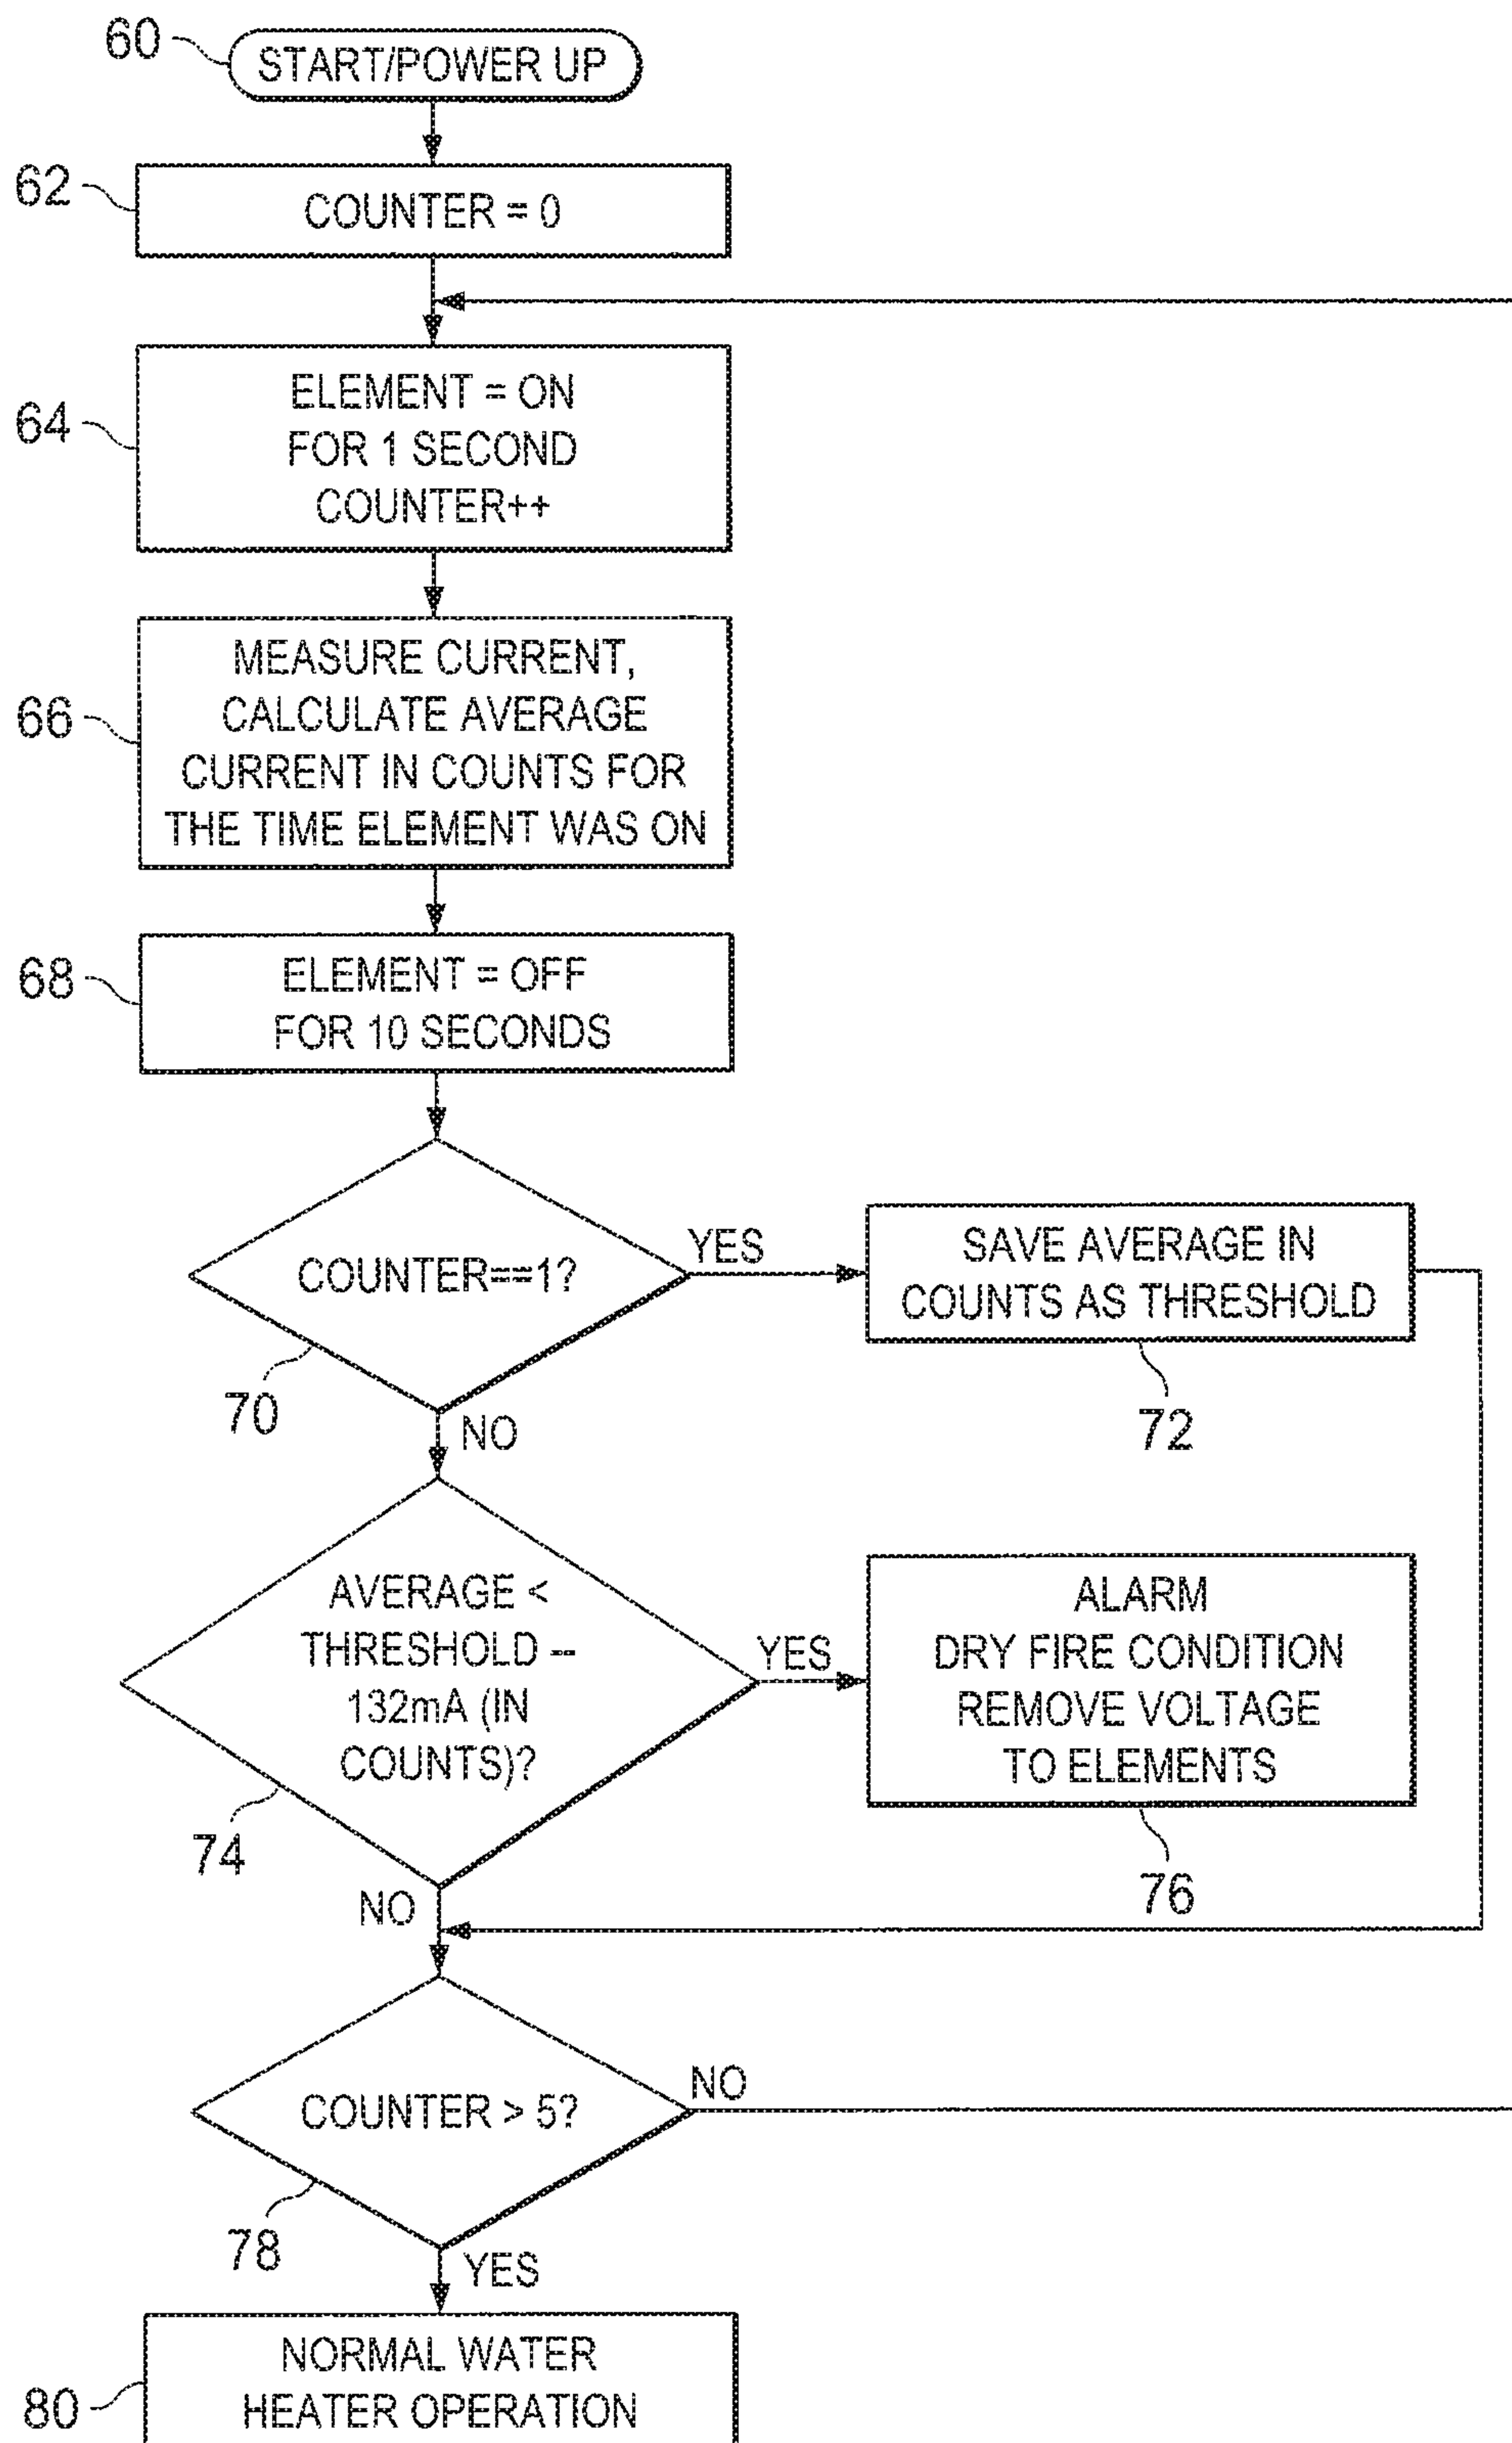 60
START/POWER UP
62
COUNTER = 0
64
ELEMENT = ON
FOR 1 SECOND
COUNTER++
66
MEASURE CURRENT,
CALCULATE AVERAGE
CURRENT IN COUNTS FOR
THE TIME ELEMENT WAS ON
68
ELEMENT = OFF
FOR 10 SECONDS
COUNTER==1?
70
YES
SAVE AVERAGE IN
COUNTS AS THRESHOLD
72
NO
AVERAGE <
THRESHOLD --
132mA (IN
COUNTS)?
74
YES
ALARM
DRY FIRE CONDITION
REMOVE VOLTAGE
TO ELEMENTS
76
NO
COUNTER > 5?
78
NO
YES
80
NORMAL WATER
HEATER OPERATION